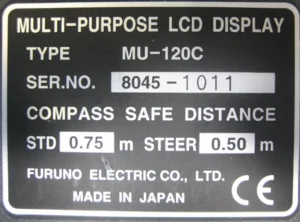 MULTI-PURPOSE LCD DISPLAY
TYPE MU-120C
SER.NO. 8045-1011
COMPASS SAFE DISTANCE
STD 0.75 m STEER 0.50 m
FURUNO ELECTRIC CO., LTD.
MADE IN JAPAN CE